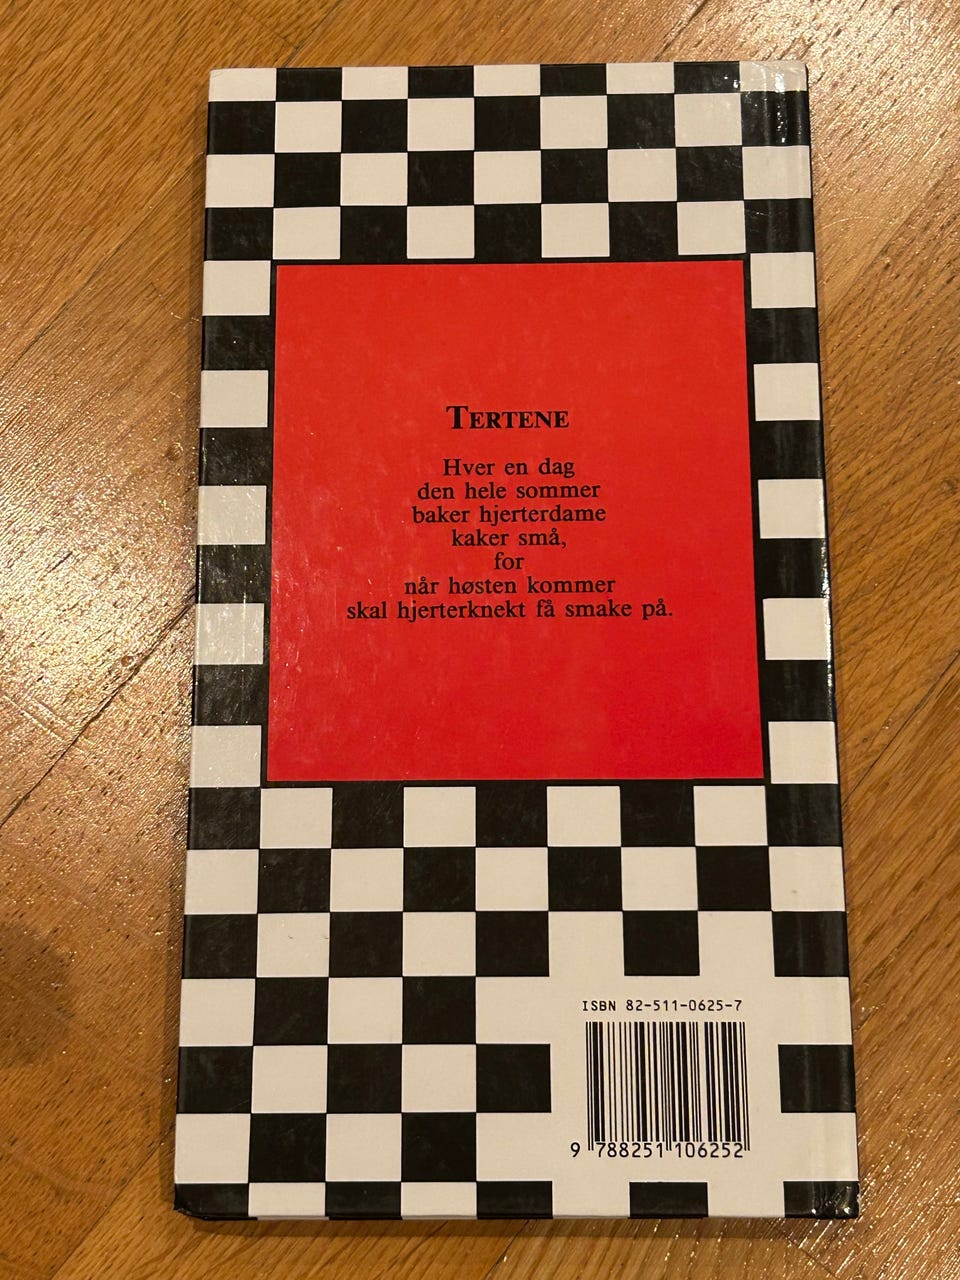 TERTENE
Hver en dag
den hele sommer
baker hjerterdame
kaker små,
for
når høsten kommer
skal hjerterknekt få smake på.
ISBN 82-511-0625-7
9 788251 106252